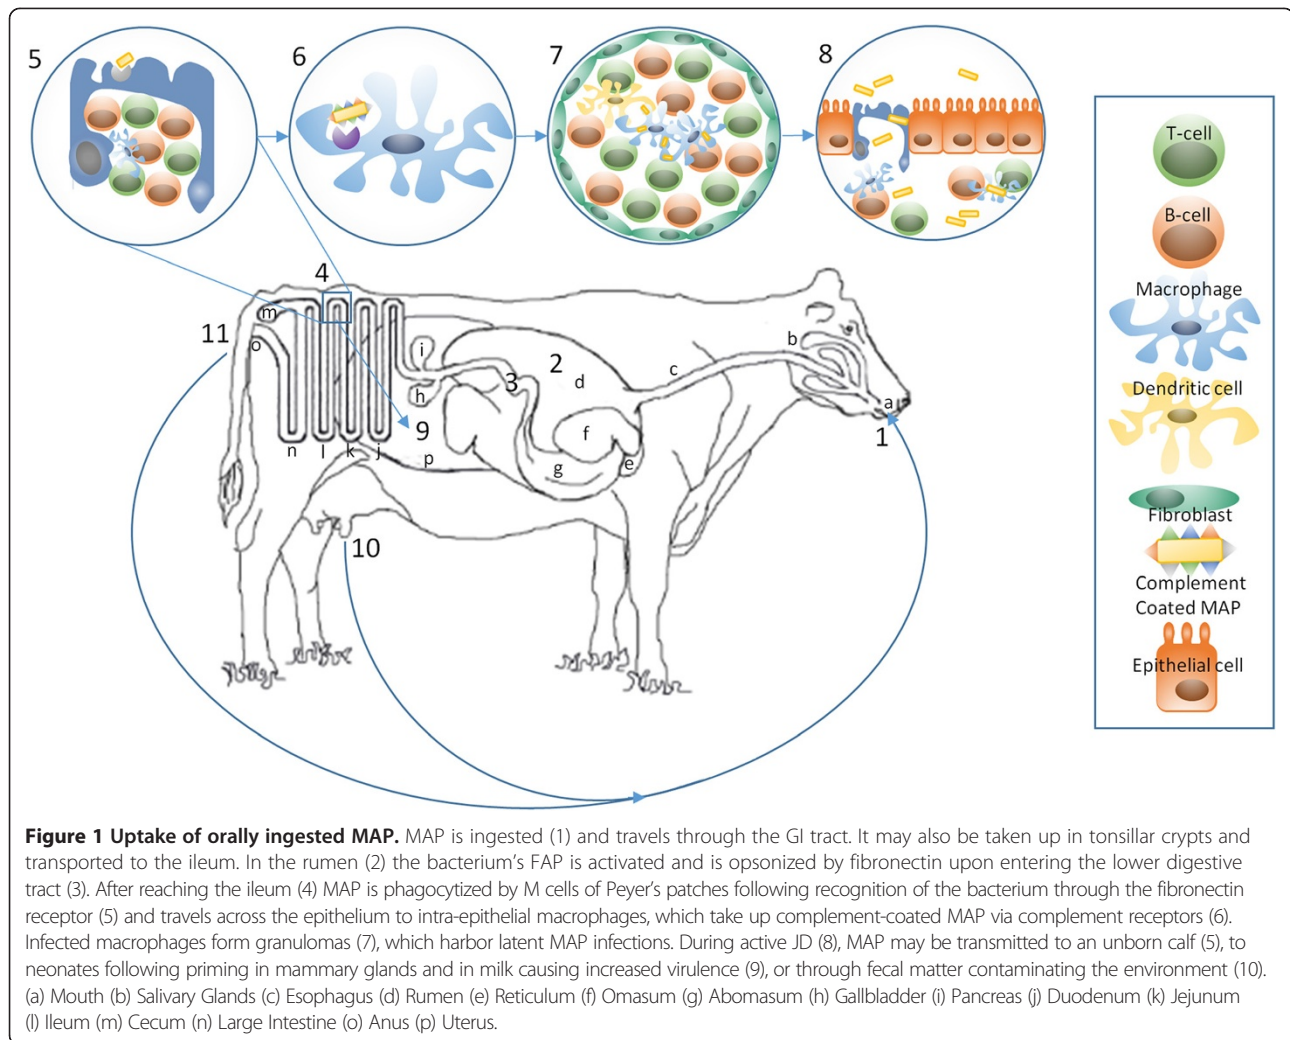 5
6
7
8
T-cell
B-cell
Macrophage
Dendritic cell
Fibroblast
Complement
Coated MAP
Epithelial cell
4
m
11
o
i
h
2
d
3
c
b
a
1
f
9
n
l
k
j
p
g
e
10
Figure 1 Uptake of orally ingested MAP. MAP is ingested (1) and travels through the GI tract. It may also be taken up in tonsillar crypts and
transported to the ileum. In the rumen (2) the bacterium's FAP is activated and is opsonized by fibronectin upon entering the lower digestive
tract (3). After reaching the ileum (4) MAP is phagocytized by M cells of Peyer's patches following recognition of the bacterium through the fibronectin
receptor (5) and travels across the epithelium to intra-epithelial macrophages, which take up complement-coated MAP via complement receptors (6).
Infected macrophages form granulomas (7), which harbor latent MAP infections. During active JD (8), MAP may be transmitted to an unborn calf (5), to
neonates following priming in mammary glands and in milk causing increased virulence (9), or through fecal matter contaminating the environment (10).
(a) Mouth (b) Salivary Glands (c) Esophagus (d) Rumen (e) Reticulum (f) Omasum (g) Abomasum (h) Gallbladder (i) Pancreas (j) Duodenum (k) Jejunum
(l) Ileum (m) Cecum (n) Large Intestine (o) Anus (p) Uterus.